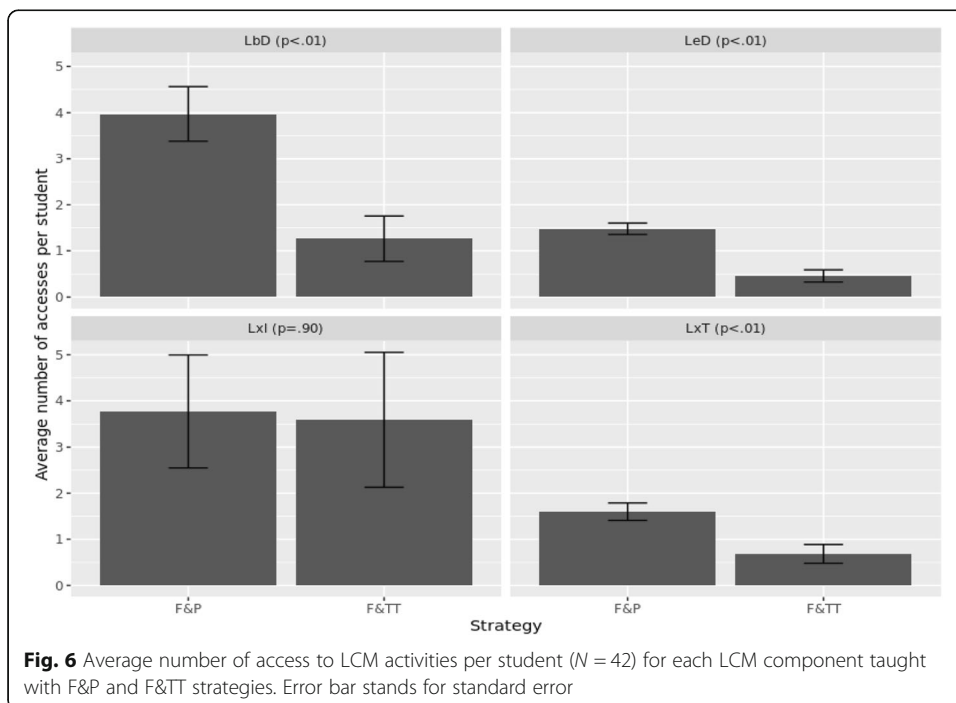 LbD (p<.01)
LeD (p<.01)
5
4
3
2
1
0
LxI (p=.90)
LxT (p<.01)
5
4
3
2
1
0
Average number of accesses per student
F&P
F&TT
F&P
F&TT
Strategy
Fig. 6 Average number of access to LCM activities per student (N = 42) for each LCM component taught
with F&P and F&TT strategies. Error bar stands for standard error